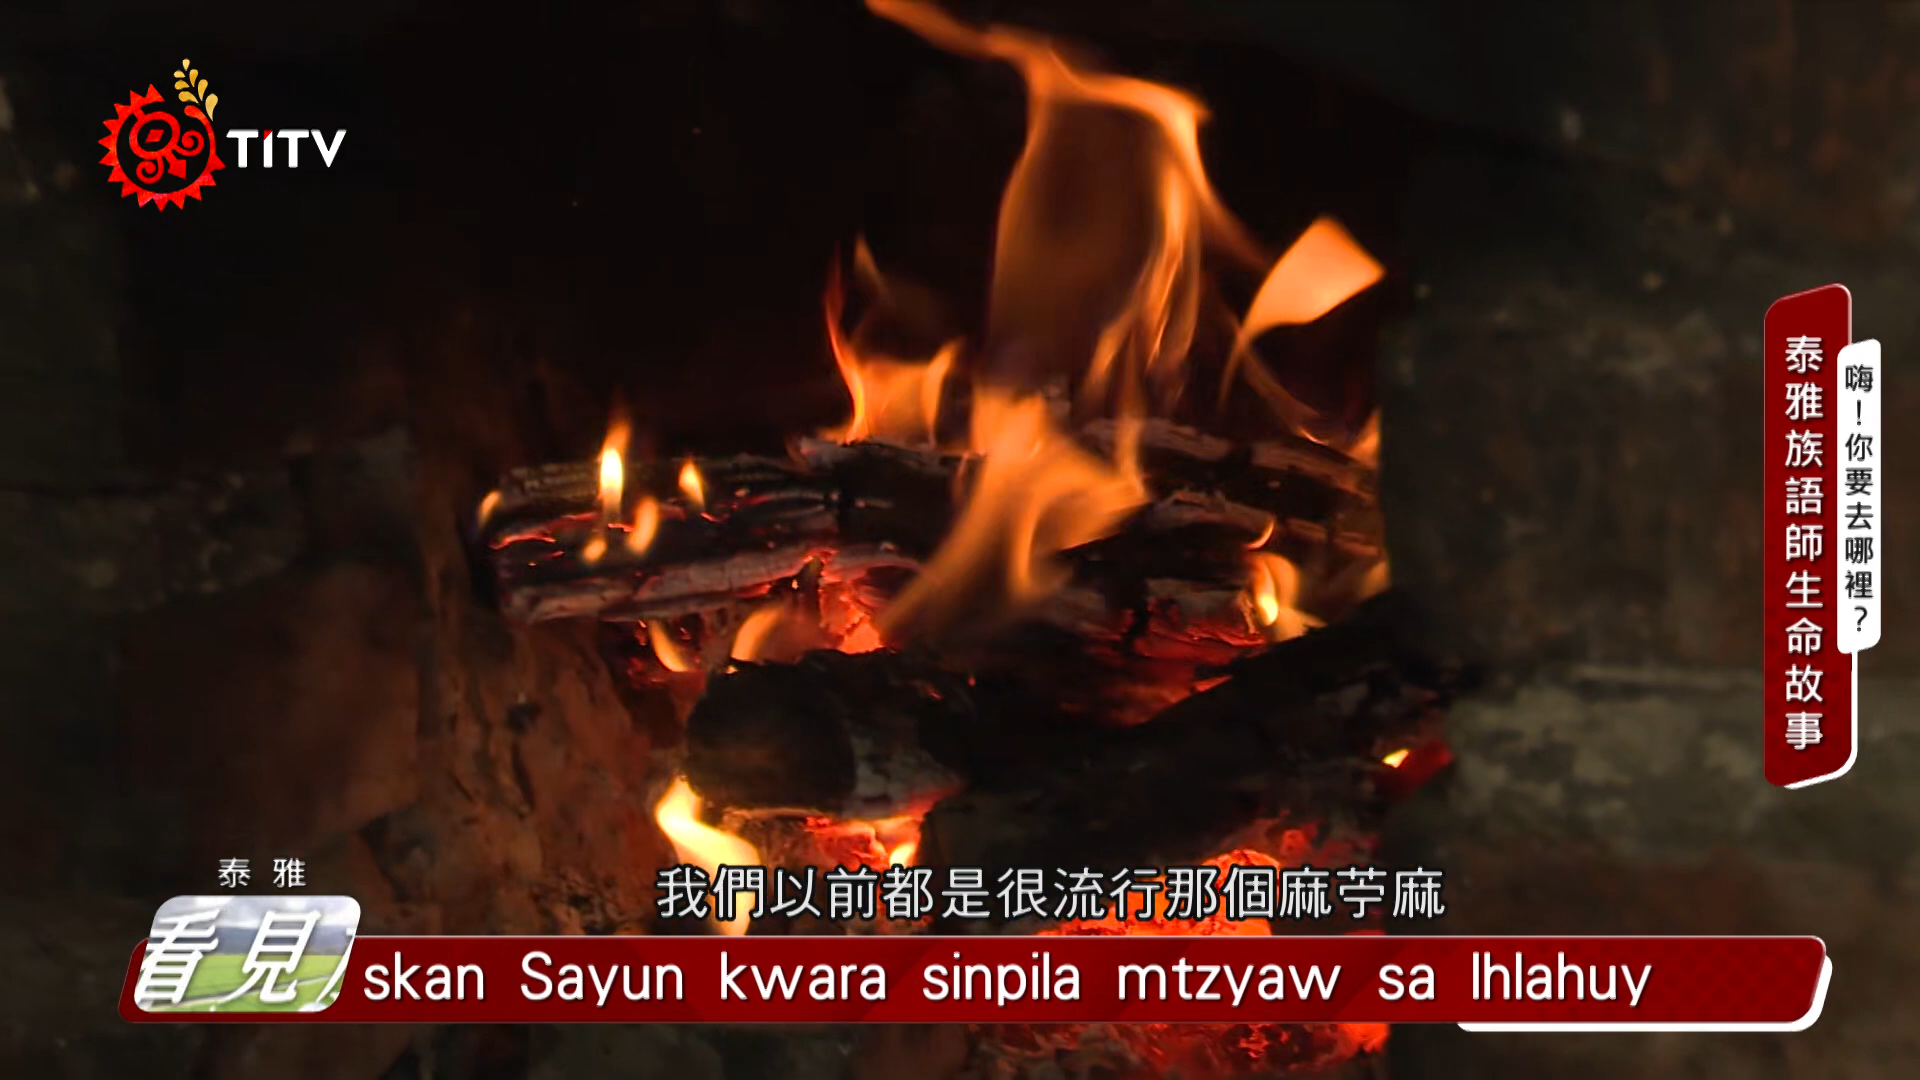 TITV
嗨！你要去哪裡？
泰雅族語師生命故事
泰雅
看見
我們以前都是很流行那個麻苧麻
skan Sayun kwara sinpila mtzyaw sa lhlahuy